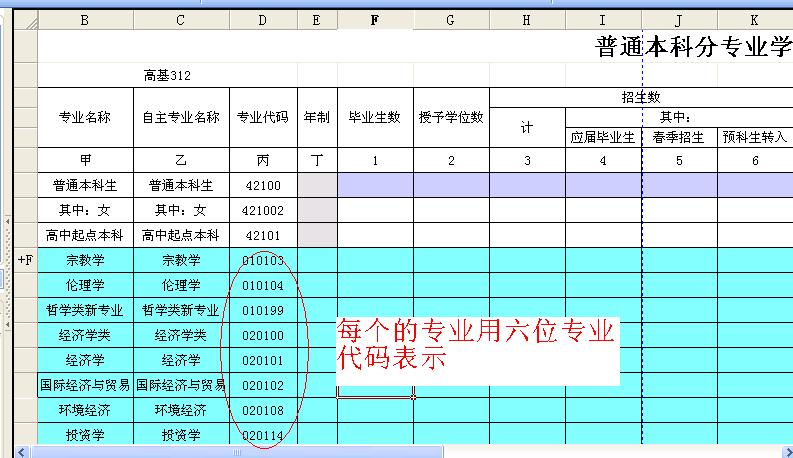 B C D E F G H I J K
普通本科分专业学
高基312
招生数
专业名称 自主专业名称 专业代码 年制 毕业生数 授予学位数 计 其中:
应届毕业生 春季招生 预科生转入
甲 乙 丙 丁 1 2 3 4 5 6
普通本科生 普通本科生 42100
其中: 女 其中: 女 421002
高中起点本科 高中起点本科 42101
+F 宗教学 宗教学 010103
伦理学 伦理学 010104
哲学类新专业 哲学类新专业 010199
经济学类 经济学类 020100
经济学 经济学 020101
国际经济与贸易 国际经济与贸易 020102
环境经济 环境经济 020108
投资学 投资学 020114
每个的专业用六位专业
代码表示